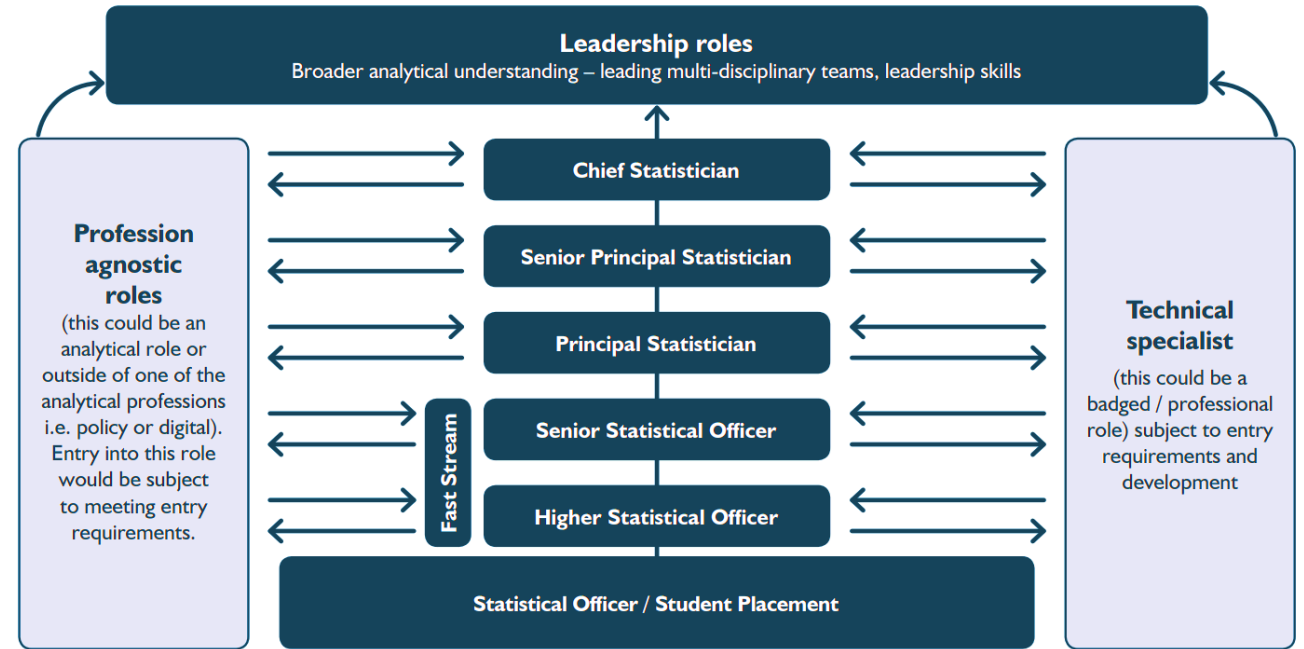 Leadership roles
Broader analytical understanding – leading multi-disciplinary teams, leadership skills
Profession
agnostic
roles
(this could be an
analytical role or
outside of one of the
analytical professions
i.e. policy or digital).
Entry into this role
would be subject
to meeting entry
requirements.
Chief Statistician
Senior Principal Statistician
Principal Statistician
Fast Stream
Senior Statistical Officer
Higher Statistical Officer
Statistical Officer / Student Placement
Technical
specialist
(this could be a
badged / professional
role) subject to entry
requirements and
development